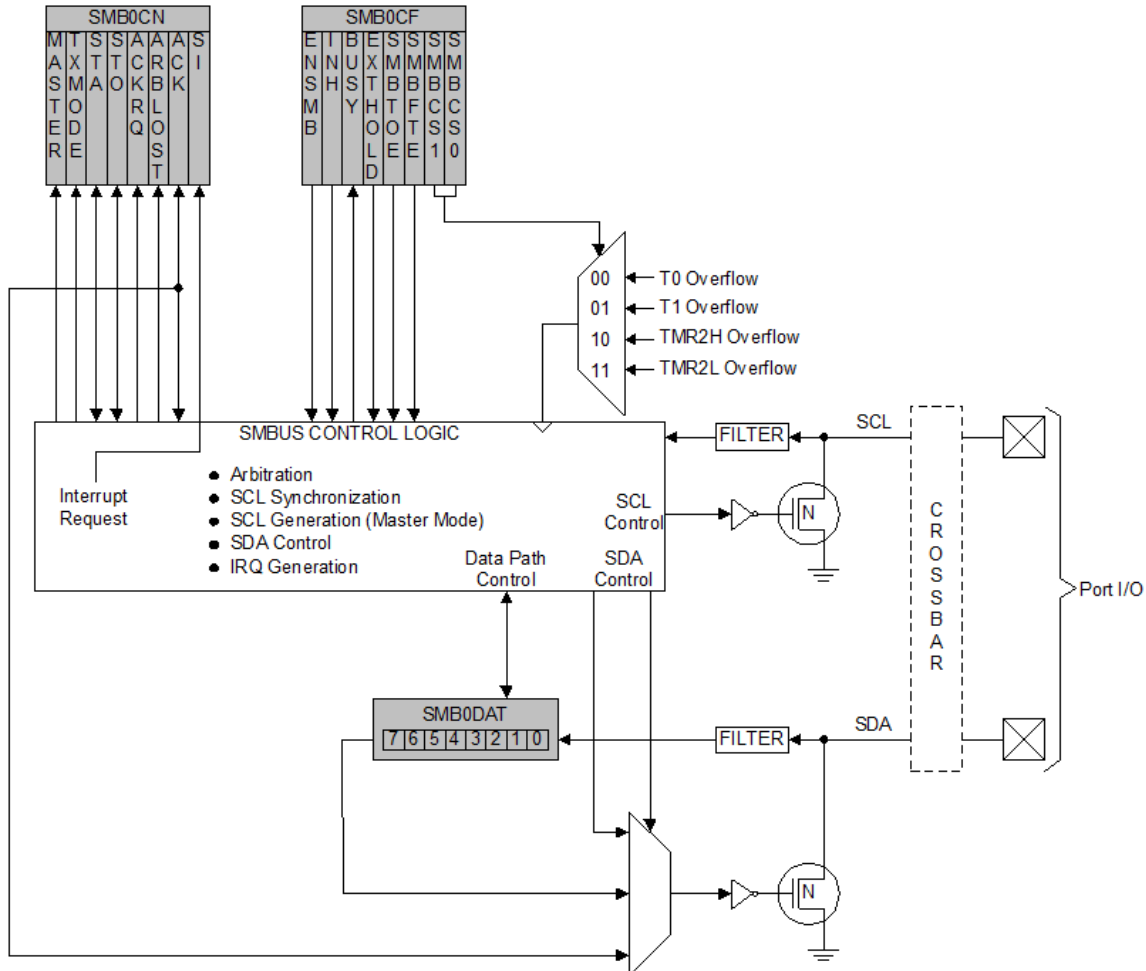 SMB0CN
MASTER
TXMODE
STA
STO
ACKRQ
ARBLOST
ACK
SI
SMB0CF
ENSMB
INH
BUSY
EXTHOLD
SMBTOE
SMBFTE
SMBCS1
SMBCS0
00 T0 Overflow
01 T1 Overflow
10 TMR2H Overflow
11 TMR2L Overflow
SMBUS CONTROL LOGIC
Interrupt
Request
● Arbitration
● SCL Synchronization
● SCL Generation (Master Mode)
● SDA Control
● IRQ Generation
SCL
Control
Data Path
Control
SDA
Control
FILTER
SCL
N
CROSSBAR
Port I/O
SMB0DAT
7 6 5 4 3 2 1 0
FILTER
SDA
N